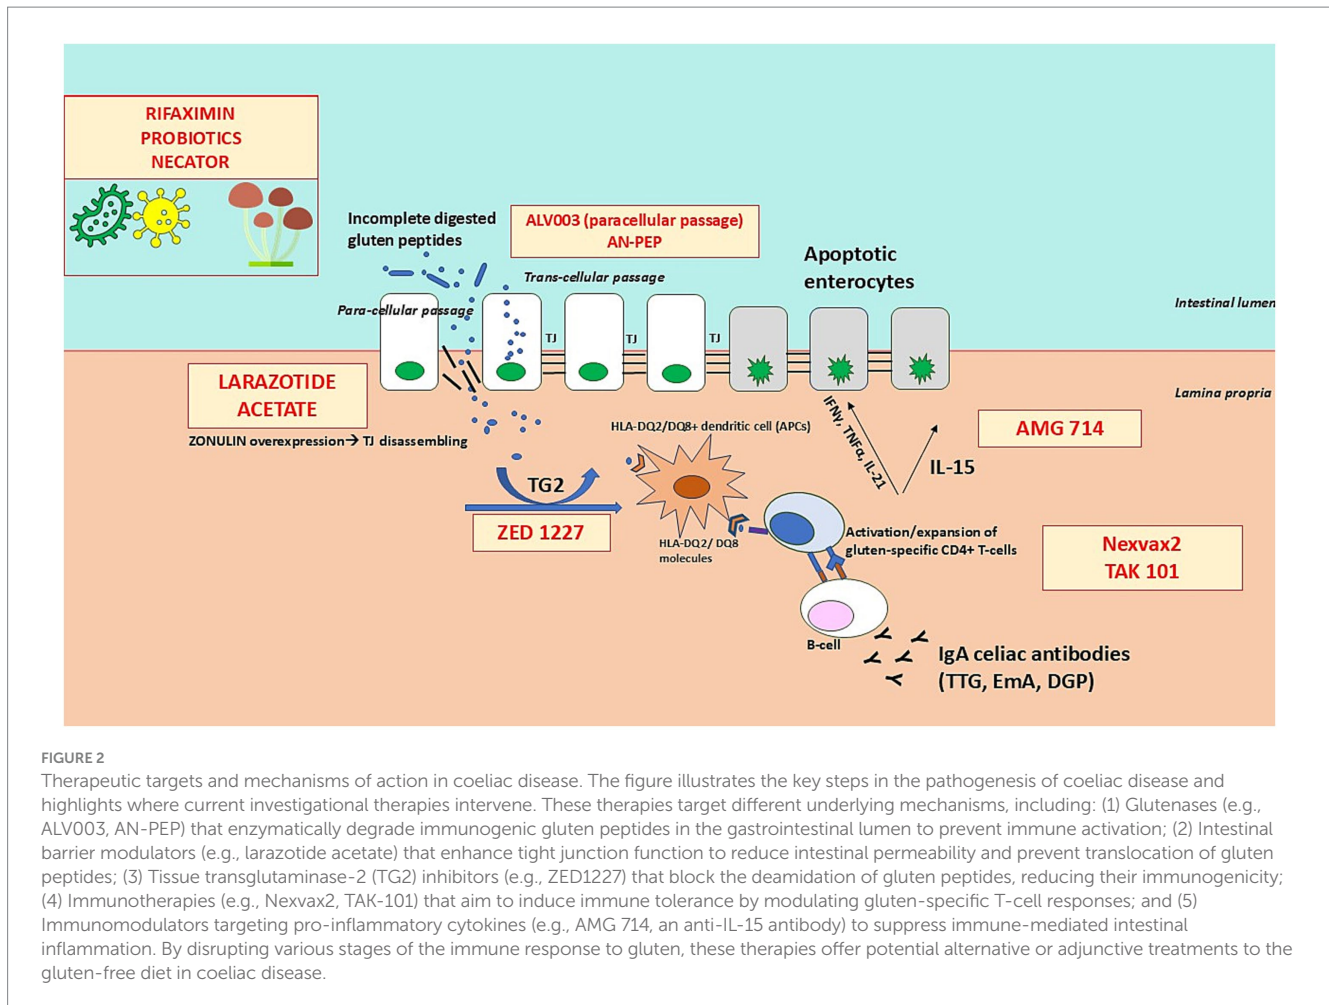 RIFAXIMIN
PROBIOTICS
NECATOR
Incomplete digested
gluten peptides
ALV003 (paracellular passage)
AN-PEP
Trans-cellular passage
Apoptotic
enterocytes
Para-cellular passage
Intestinal lumen
TJ
TJ
TJ
LARAZOTIDE
ACETATE
Lamina propria
ZONULIN overexpression→ TJ disassembling
HLA-DQ2/DQ8+ dendritic cell (APCs)
IFNγ, TNFα, IL-21
IL-15
AMG 714
TG2
ZED 1227
HLA-DQ2/ DQ8
molecules
Activation/expansion of
gluten-specific CD4+ T-cells
Nexvax2
TAK 101
B-cell
IgA celiac antibodies
(TTG, EmA, DGP)
FIGURE 2
Therapeutic targets and mechanisms of action in coeliac disease. The figure illustrates the key steps in the pathogenesis of coeliac disease and
highlights where current investigational therapies intervene. These therapies target different underlying mechanisms, including: (1) Glutenases (e.g.,
ALV003, AN-PEP) that enzymatically degrade immunogenic gluten peptides in the gastrointestinal lumen to prevent immune activation; (2) Intestinal
barrier modulators (e.g., larazotide acetate) that enhance tight junction function to reduce intestinal permeability and prevent translocation of gluten
peptides; (3) Tissue transglutaminase-2 (TG2) inhibitors (e.g., ZED1227) that block the deamidation of gluten peptides, reducing their immunogenicity;
(4) Immunotherapies (e.g., Nexvax2, TAK-101) that aim to induce immune tolerance by modulating gluten-specific T-cell responses; and (5)
Immunomodulators targeting pro-inflammatory cytokines (e.g., AMG 714, an anti-IL-15 antibody) to suppress immune-mediated intestinal
inflammation. By disrupting various stages of the immune response to gluten, these therapies offer potential alternative or adjunctive treatments to the
gluten-free diet in coeliac disease.